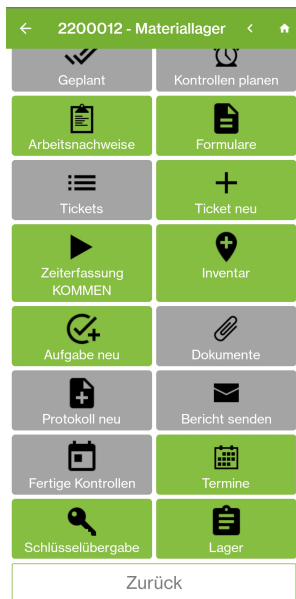 2200012 - Materiallager
Geplant
Kontrollen planen
Arbeitsnachweise
Formulare
Tickets
Ticket neu
Zeiterfassung
KOMMEN
Inventar
Aufgabe neu
Dokumente
Protokoll neu
Bericht senden
Fertige Kontrollen
Termine
Schlüsselübergabe
Lager
Zurück